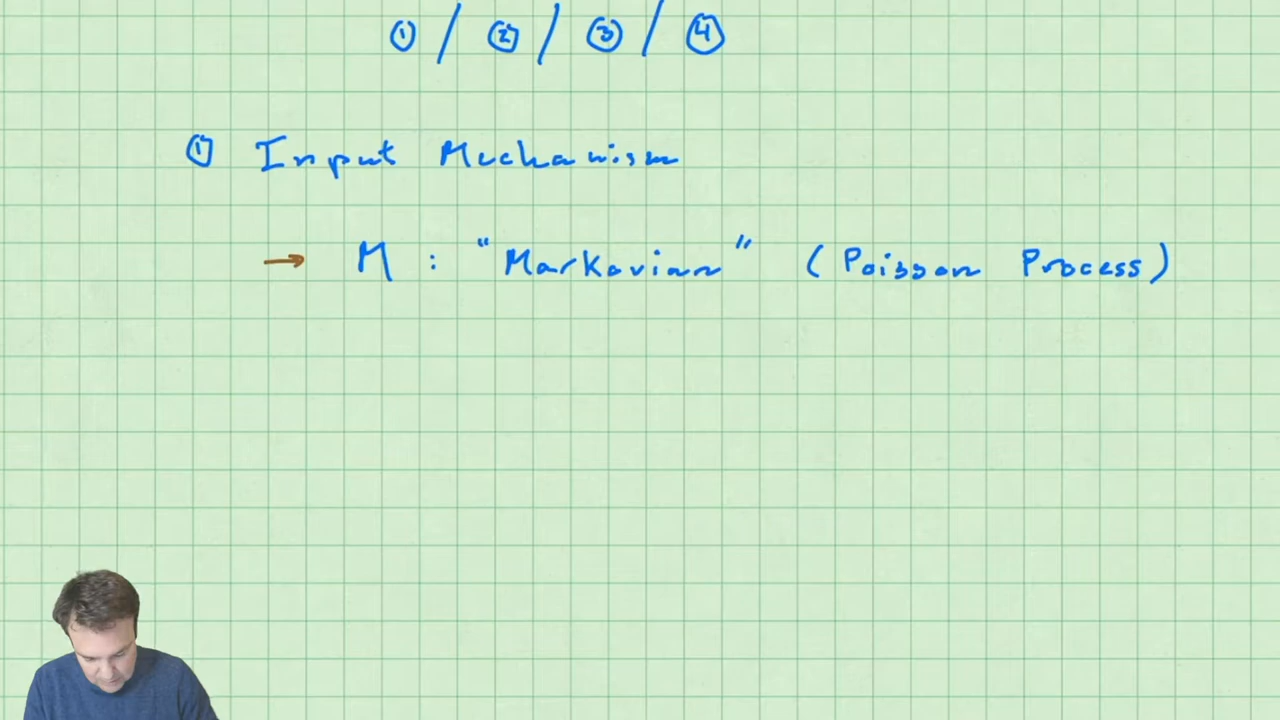 ① / ② / ③ / ④
① Input Mechanism
→ M : "Markovian" (Poisson Process)